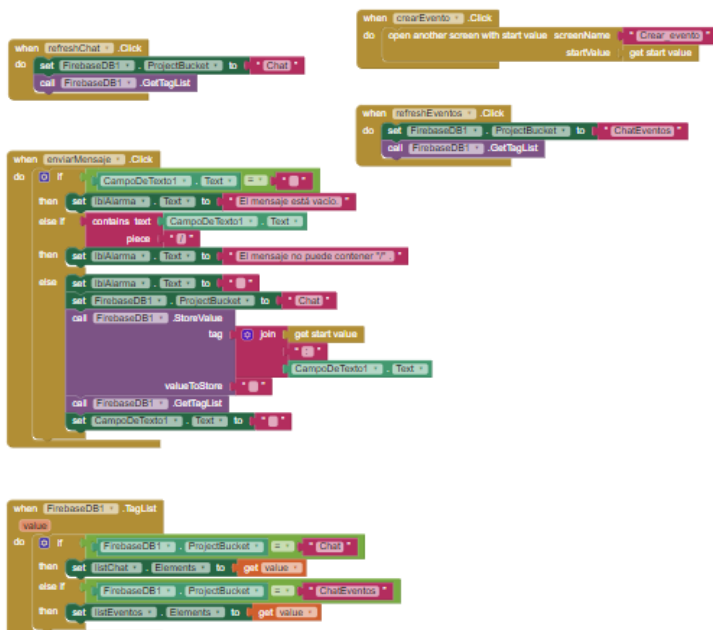 when refreshChat .Click
do set FirebaseDB1 . ProjectBucket to " Chat "
call FirebaseDB1 .GetTagList
when crearEvento .Click
do open another screen with start value screenName " Crear_evento "
startValue get start value
when refreshEventos .Click
do set FirebaseDB1 . ProjectBucket to " ChatEventos "
call FirebaseDB1 .GetTagList
when enviarMensaje .Click
do if CampoDeTexto1 . Text = " "
then set lblAlarma . Text to " El mensaje está vacío. "
else if contains text CampoDeTexto1 . Text
piece " / "
then set lblAlarma . Text to " El mensaje no puede contener "/" . "
else set lblAlarma . Text to " "
set FirebaseDB1 . ProjectBucket to " Chat "
call FirebaseDB1 .StoreValue
tag join get start value
" : "
CampoDeTexto1 . Text
valueToStore " "
call FirebaseDB1 .GetTagList
set CampoDeTexto1 . Text to " "
when FirebaseDB1 .TagList
value
do if FirebaseDB1 . ProjectBucket = " Chat "
then set listChat . Elements to get value
else if FirebaseDB1 . ProjectBucket = " ChatEventos "
then set listEventos . Elements to get value